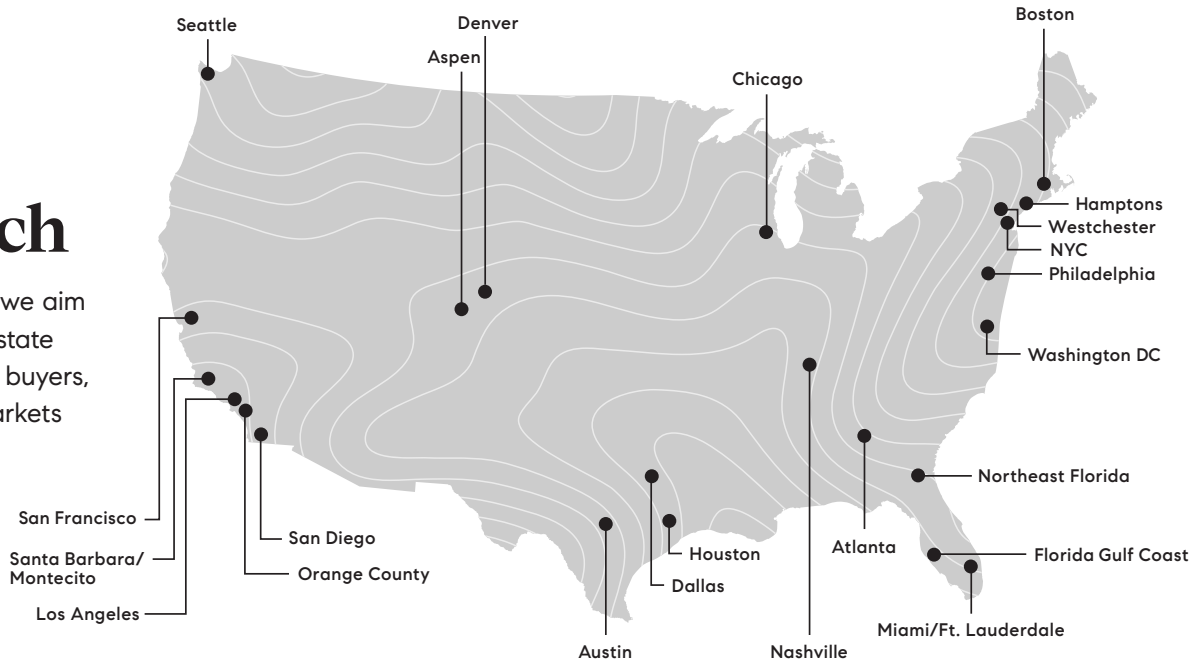 Boston
Seattle
Denver
Aspen
Chicago
ch
Hamptons
Westchester
NYC
Philadelphia
we aim
state
buyers,
arkets
Washington DC
Northeast Florida
San Francisco
San Diego
Santa Barbara/
Montecito
Orange County
Los Angeles
Houston
Dallas
Atlanta
Florida Gulf Coast
Miami/Ft. Lauderdale
Austin
Nashville